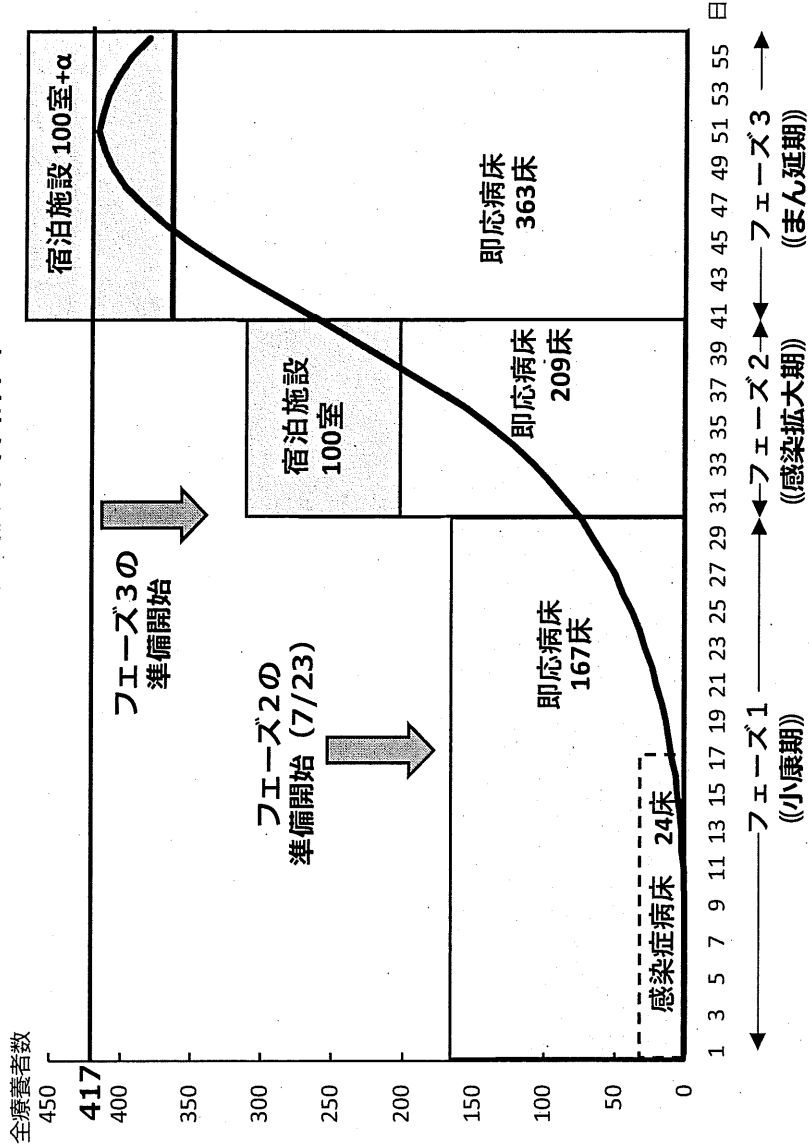 全療養者数
450
417
400
350
300
250
200
150
100
50
0
フェーズ3の
準備開始
フェーズ2の
準備開始（7/23）
宿泊施設 100室+α
宿泊施設
100室
即応病床
363床
即応病床
209床
即応病床
167床
感染症病床 24床
1 3 5 7 9 11 13 15 17 19 21 23 25 27 29 31 33 35 37 39 41 43 45 47 49 51 53 55 日
フェーズ1 フェーズ2 フェーズ3
((小康期)) ((感染拡大期)) ((まん延期))